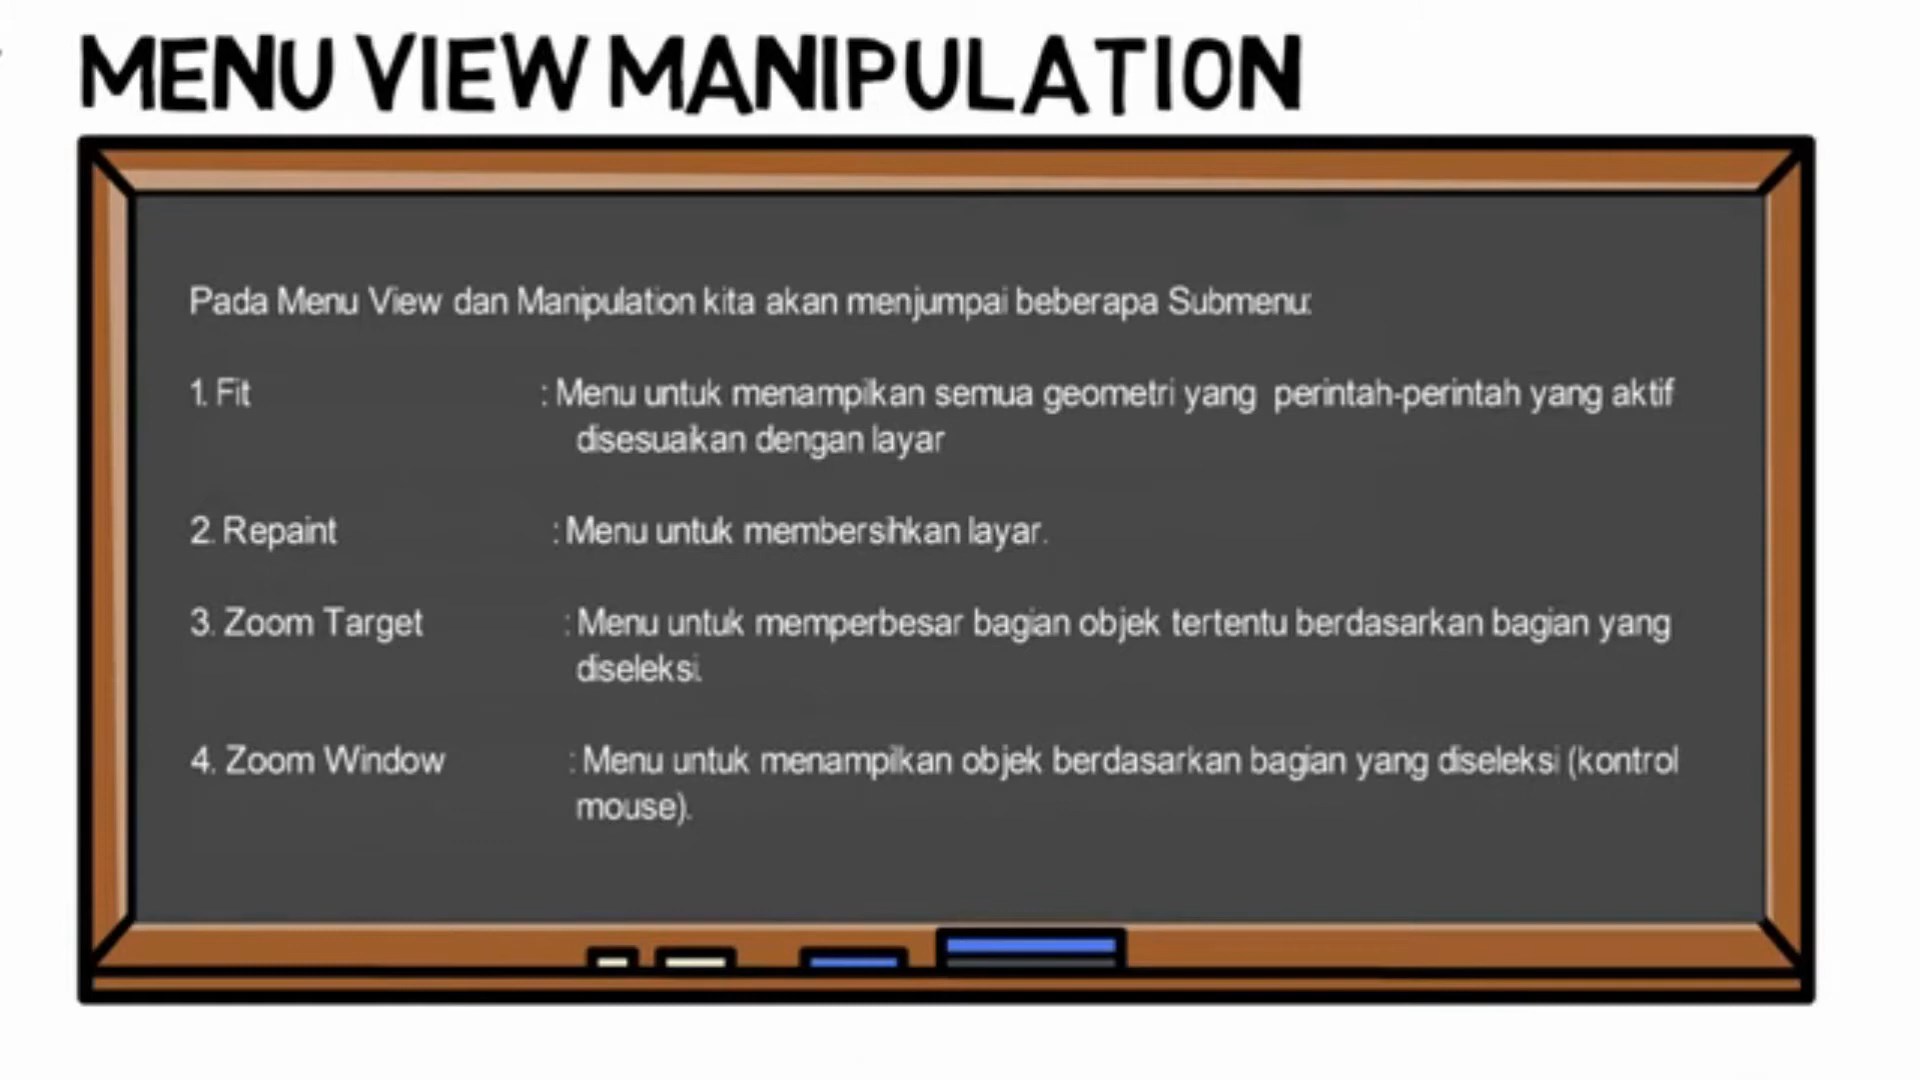 MENU VIEW MANIPULATION
Pada Menu View dan Manipulation kita akan menjumpai beberapa Submenu:
1. Fit : Menu untuk menampilkan semua geometri yang perintah-perintah yang aktif
disesuaikan dengan layar
2. Repaint : Menu untuk membersihkan layar.
3. Zoom Target : Menu untuk memperbesar bagian objek tertentu berdasarkan bagian yang
diseleksi.
4. Zoom Window : Menu untuk menampilkan objek berdasarkan bagian yang diseleksi (kontrol
mouse).